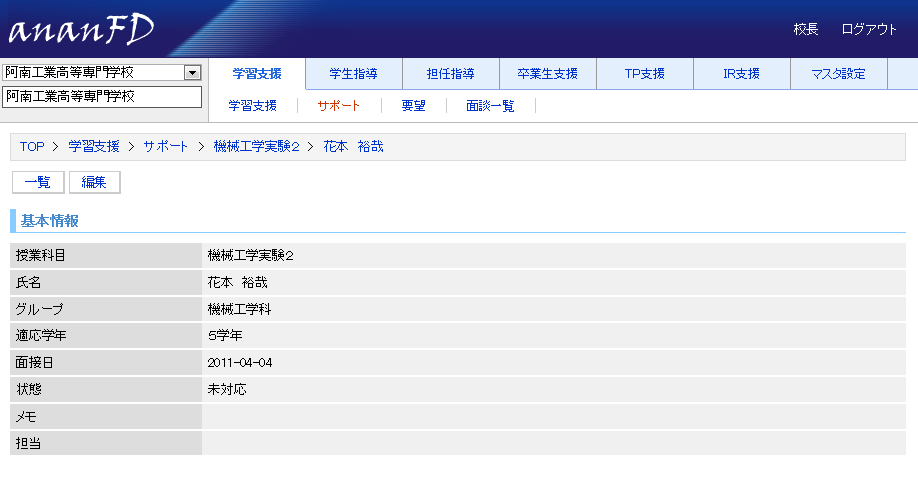 ananFD
校長 ログアウト
阿南工業高等専門学校
阿南工業高等専門学校
学習支援 学生指導 担任指導 卒業生支援 TP支援 IR支援 マスタ設定
学習支援 サポート 要望 面談一覧
TOP > 学習支援 > サポート > 機械工学実験2 > 花本 裕哉
一覧 編集
基本情報
授業科目 機械工学実験2
氏名 花本 裕哉
グループ 機械工学科
適応学年 5学年
面接日 2011-04-04
状態 未対応
メモ
担当